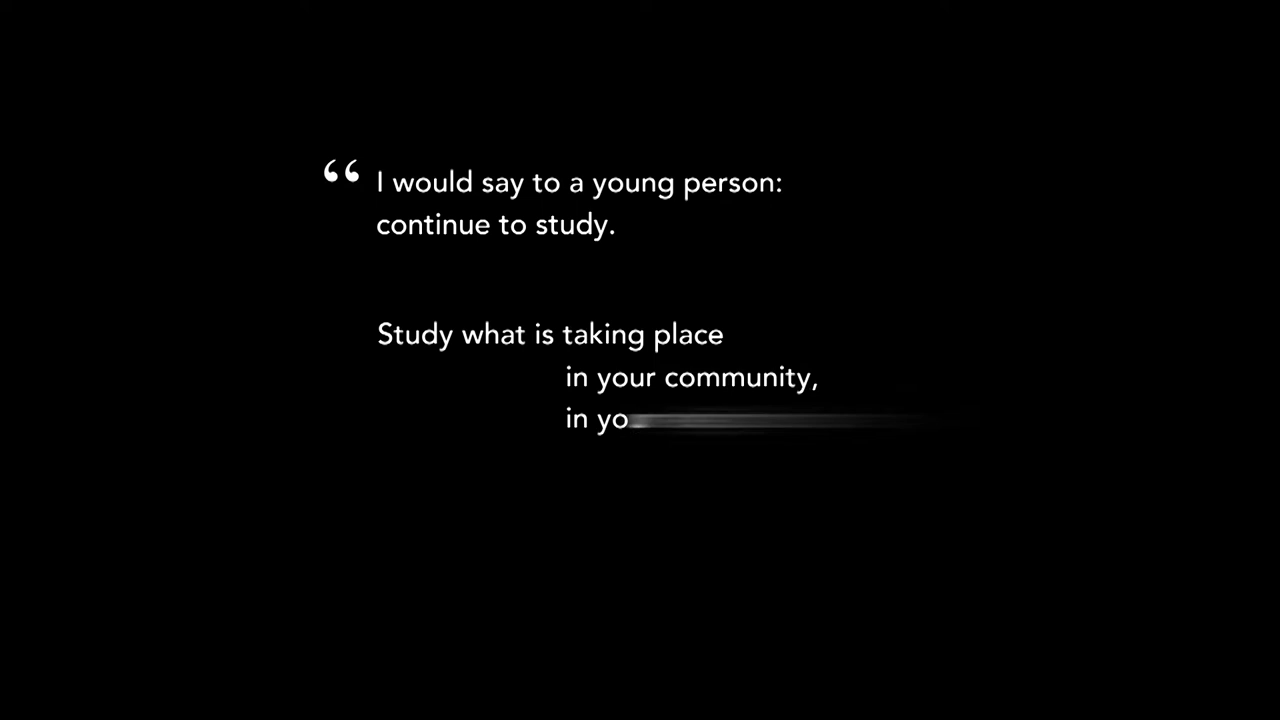 “ I would say to a young person:
continue to study.
Study what is taking place
in your community,
in yo